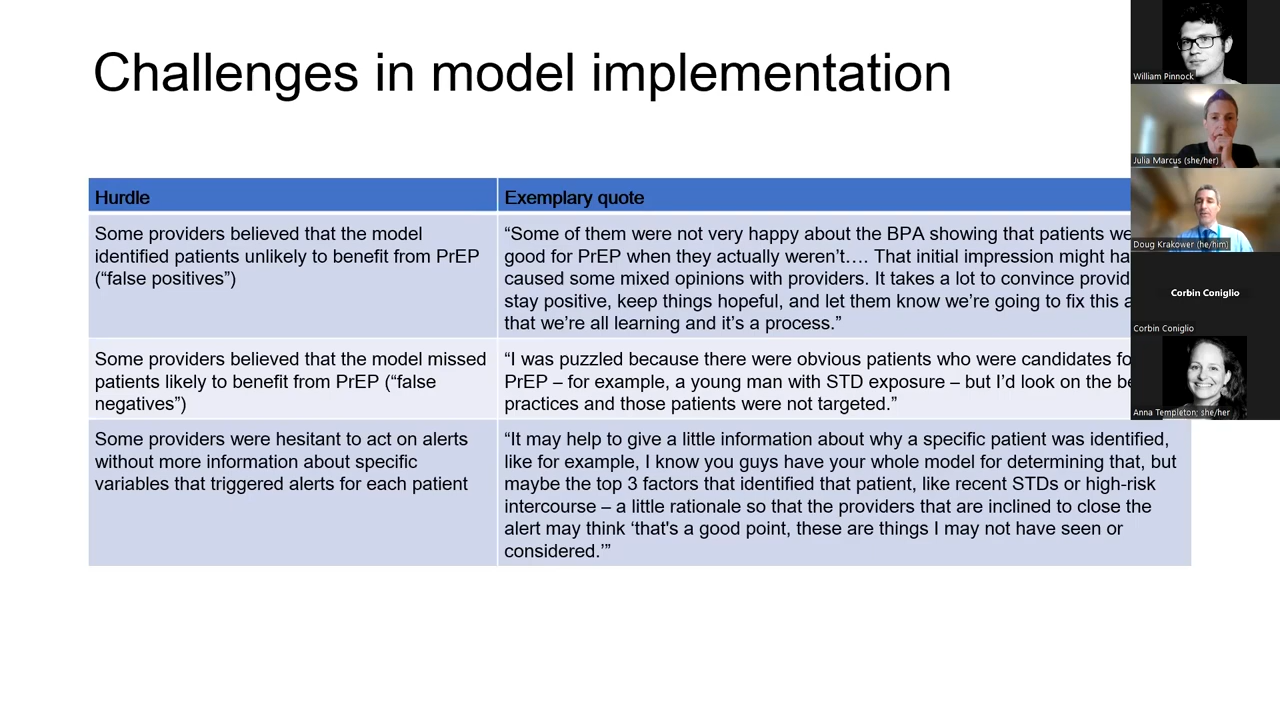 Challenges in model implementation
Hurdle
Exemplary quote
Some providers believed that the model
identified patients unlikely to benefit from PrEP
(“false positives”)
“Some of them were not very happy about the BPA showing that patients
good for PrEP when they actually weren’t…. That initial impression might
caused some mixed opinions with providers. It takes a lot to convince
stay positive, keep things hopeful, and let them know we’re going to fix this
that we’re all learning and it’s a process.”
Some providers believed that the model missed
patients likely to benefit from PrEP (“false
negatives”)
“I was puzzled because there were obvious patients who were candidates
PrEP – for example, a young man with STD exposure – but I’d look on the
practices and those patients were not targeted.”
Some providers were hesitant to act on alerts
without more information about specific
variables that triggered alerts for each patient
“It may help to give a little information about why a specific patient was identified,
like for example, I know you guys have your whole model for determining that, but
maybe the top 3 factors that identified that patient, like recent STDs or high-risk
intercourse – a little rationale so that the providers that are inclined to close the
alert may think ‘that's a good point, these are things I may not have seen or
considered.’”
William Pinnock
Julia Marcus (she/her)
Doug Krakower (he/him)
Corbin Coniglio
Corbin Coniglio
Anna Templeton; she/her